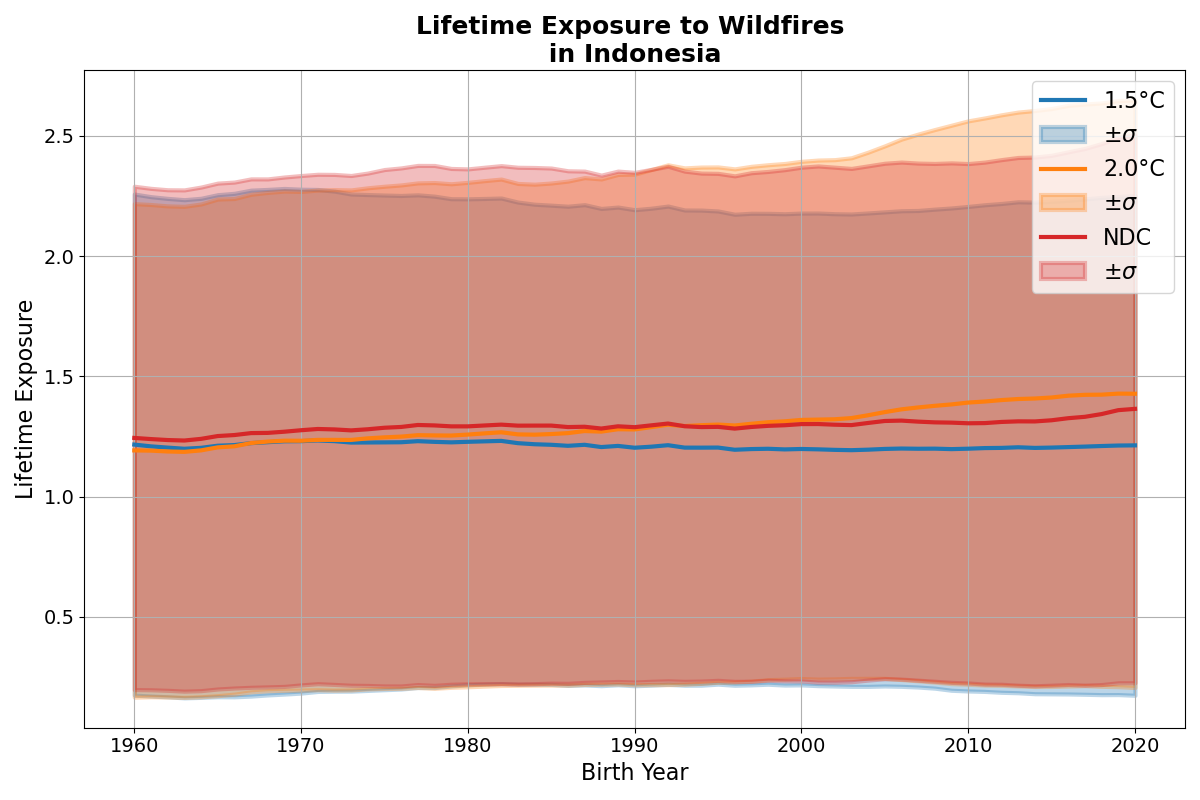 Lifetime Exposure to Wildfires
in Indonesia
Lifetime Exposure
2.5
2.0
1.5
1.0
0.5
1.5°C
±σ
2.0°C
±σ
NDC
±σ
1960
1970
1980
1990
2000
2010
2020
Birth Year